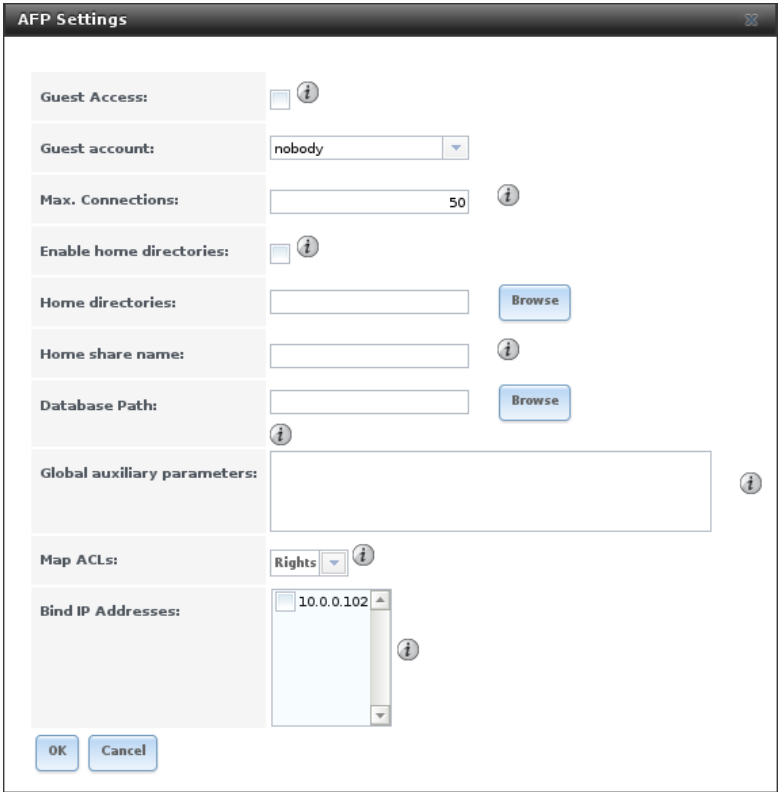 AFP Settings
Guest Access:
Guest account: nobody
Max. Connections: 50
Enable home directories:
Home directories: Browse
Home share name:
Database Path: Browse
Global auxiliary parameters:
Map ACLs: Rights
Bind IP Addresses: 10.0.0.102
OK Cancel